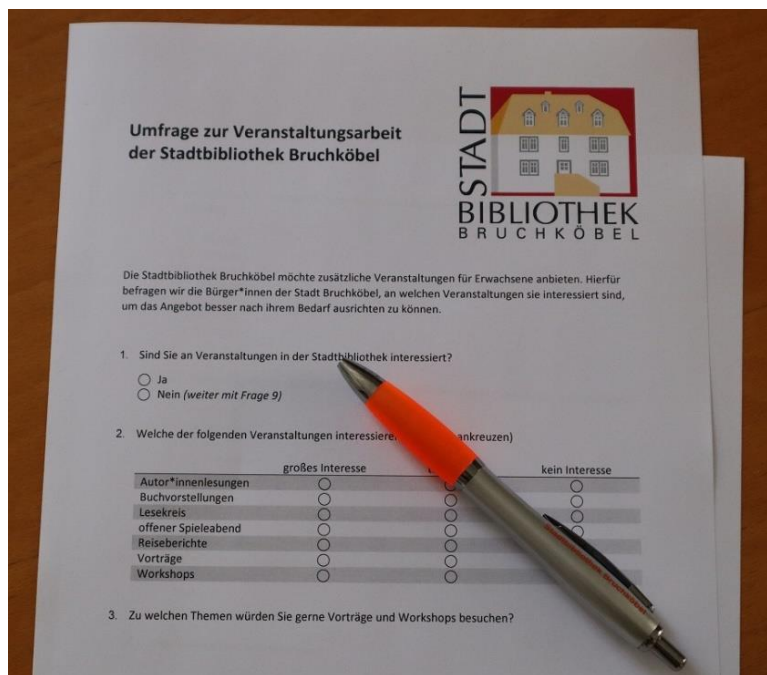 Umfrage zur Veranstaltungsarbeit
der Stadtbibliothek Bruchköbel
STADT
BIBLIOTHEK
BRUCHKÖBEL
Die Stadtbibliothek Bruchköbel möchte zusätzliche Veranstaltungen für Erwachsene anbieten. Hierfür
befragen wir die Bürger*innen der Stadt Bruchköbel, an welchen Veranstaltungen sie interessiert sind,
um das Angebot besser nach ihrem Bedarf ausrichten zu können.
1. Sind Sie an Veranstaltungen in der Stadtbibliothek interessiert?
Ja
Nein (weiter mit Frage 9)
2. Welche der folgenden Veranstaltungen ankreuzen)
großes Interesse kein Interesse
Autor*innenlesungen
Buchvorstellungen
Lesekreis
offener Spieleabend
Reiseberichte
Vorträge
Workshops
Stadtbibliothek Bruchköbel
3. Zu welchen Themen würden Sie gerne Vorträge und Workshops besuchen?